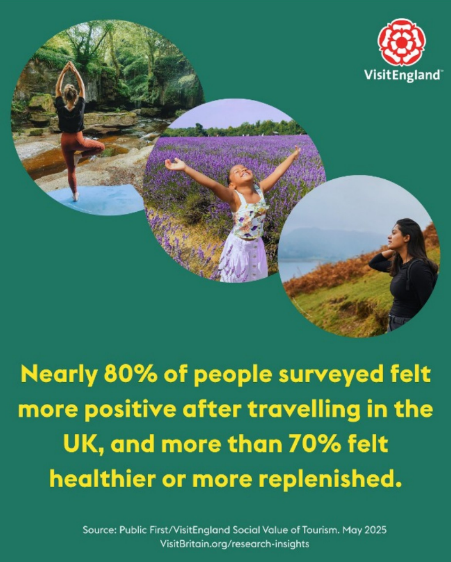 VisitEngland
Nearly 80% of people surveyed felt
more positive after travelling in the
UK, and more than 70% felt
healthier or more replenished.
Source: Public First/VisitEngland Social Value of Tourism. May 2025
VisitBritain.org/research-insights